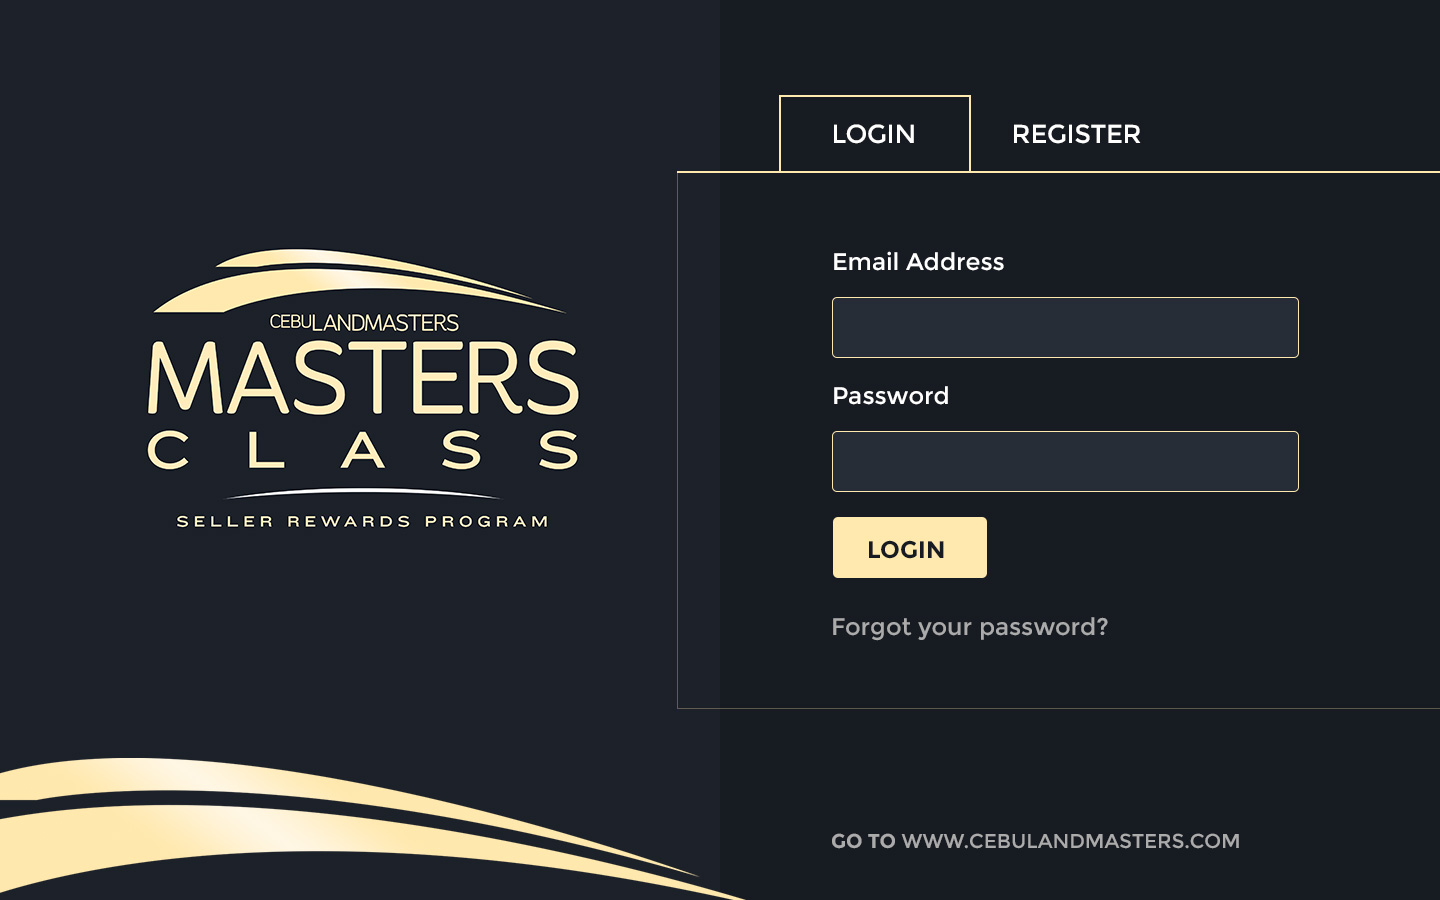 CEBULANDMASTERS
MASTERS
CLASS
SELLER REWARDS PROGRAM
LOGIN
REGISTER
Email Address
Password
LOGIN
Forgot your password?
GO TO WWW.CEBULANDMASTERS.COM